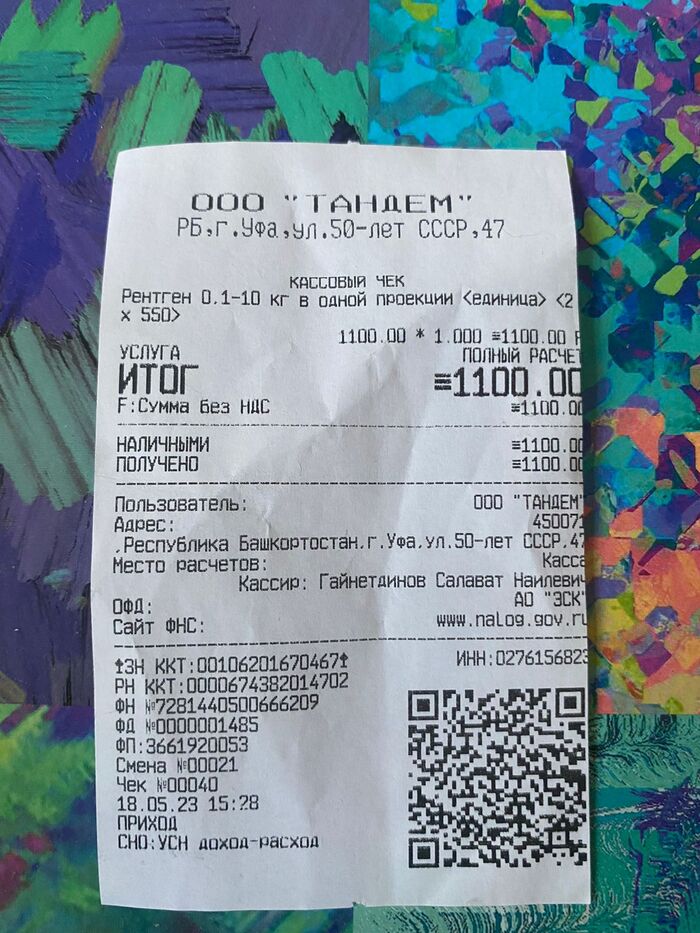 ООО "ТАНДЕМ"
РБ,г.Уфа,ул.50-лет СССР,47
КАССОВЫЙ ЧЕК
Рентген 0.1-10 кг в одной проекции <единица> <2
х 550>
1100.00 * 1.000 ≡1100.00 F
УСЛУГА
ПОЛНЫЙ РАСЧЕТ
ИТОГ ≡1100.00
F:Сумма без НДС ≡1100.00
НАЛИЧНЫМИ ≡1100.00
ПОЛУЧЕНО ≡1100.00
Пользователь: ООО "ТАНДЕМ"
Адрес: 450071
,Республика Башкортостан,г.Уфа,ул.50-лет СССР,47
Место расчетов: Касса
Кассир: Гайнетдинов Салават Наилевич
ОФД: АО "ЭСК"
Сайт ФНС: www.nalog.gov.ru
ЗН ККТ:00106201670467
ИНН:0276156823
РН ККТ:0000674382014702
ФН №7281440500666209
ФД №0000001485
ФП:3661920053
Смена №00021
Чек №00040
18.05.23 15:28
ПРИХОД
СНО:УСН доход-расход